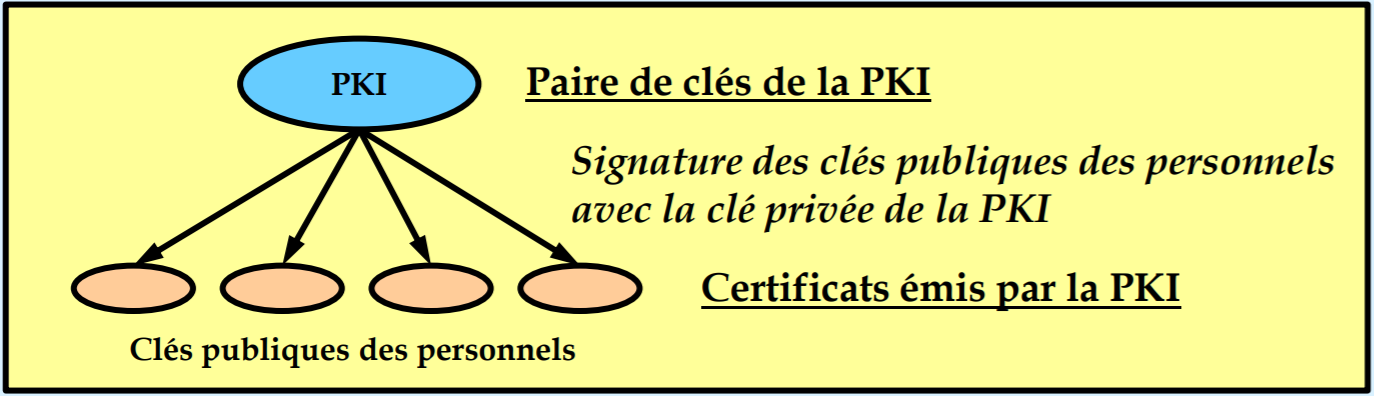 PKI
Paire de clés de la PKI
Signature des clés publiques des personnels
avec la clé privée de la PKI
Certificats émis par la PKI
Clés publiques des personnels